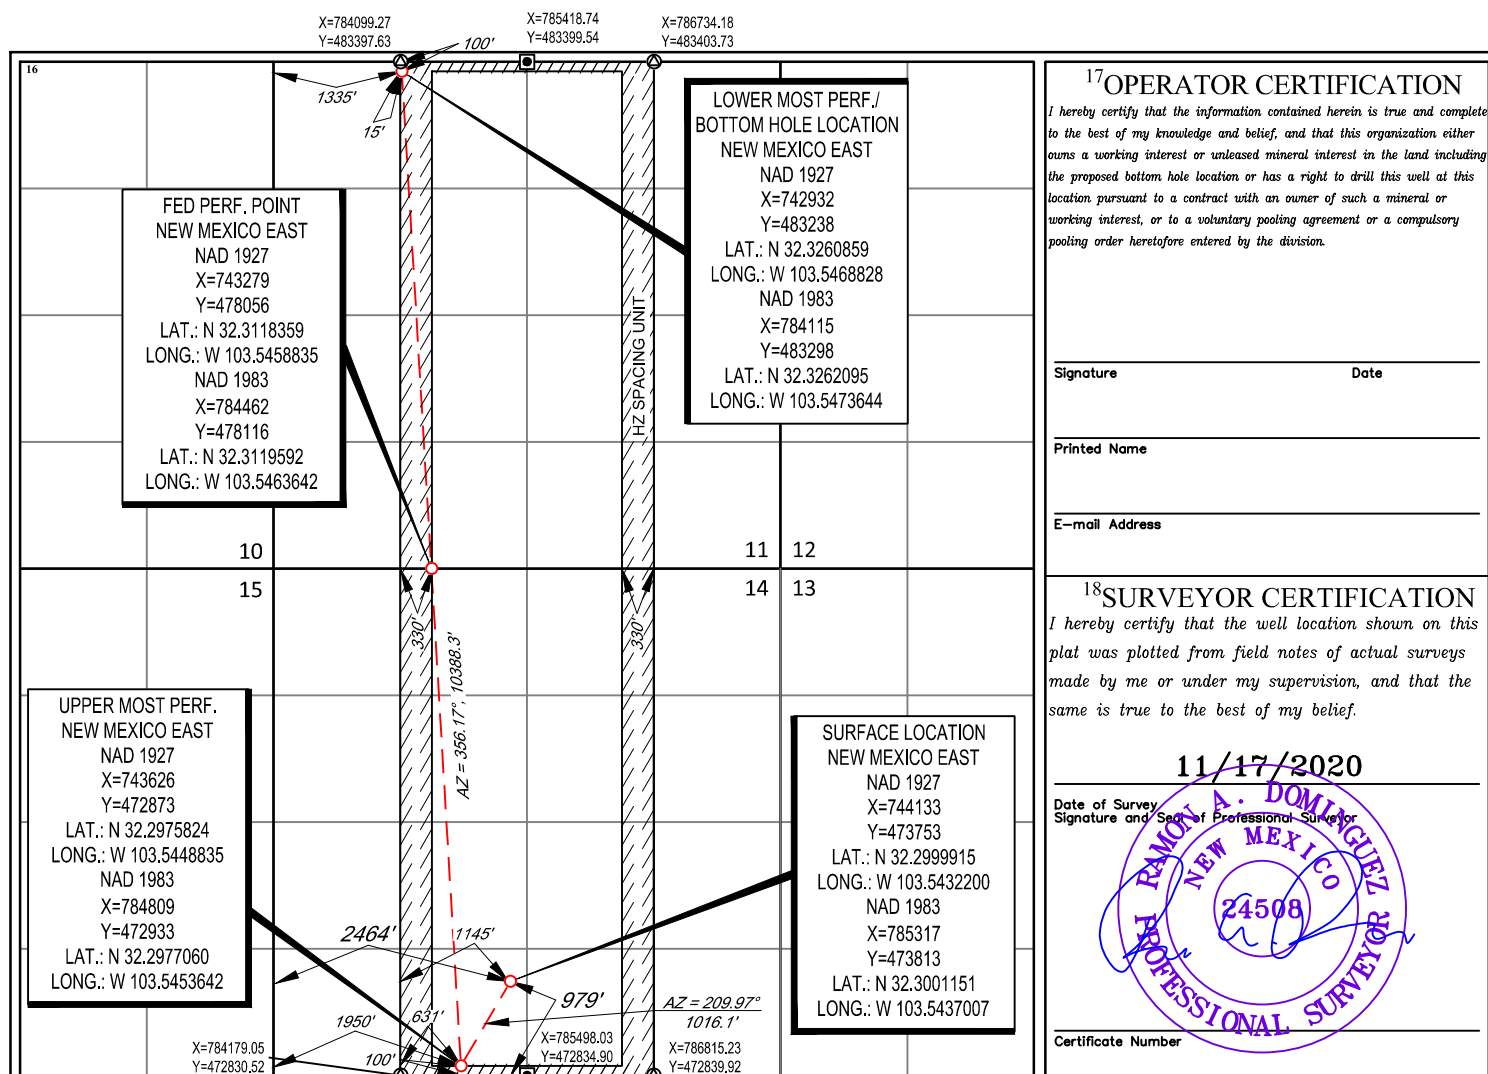 X=784099.27
Y=483397.63
X=785418.74
Y=483399.54
X=786734.18
Y=483403.73
16
100'
1335'
15'
LOWER MOST PERF./
BOTTOM HOLE LOCATION
NEW MEXICO EAST
NAD 1927
X=742932
Y=483238
LAT.: N 32.3260859
LONG.: W 103.5468828
NAD 1983
X=784115
Y=483298
LAT.: N 32.3262095
LONG.: W 103.5473644
FED PERF. POINT
NEW MEXICO EAST
NAD 1927
X=743279
Y=478056
LAT.: N 32.3118359
LONG.: W 103.5458835
NAD 1983
X=784462
Y=478116
LAT.: N 32.3119592
LONG.: W 103.5463642
HZ SPACING UNIT
10
11
12
15
14
13
330'
330'
AZ = 356.17°, 10388.3'
UPPER MOST PERF.
NEW MEXICO EAST
NAD 1927
X=743626
Y=472873
LAT.: N 32.2975824
LONG.: W 103.5448835
NAD 1983
X=784809
Y=472933
LAT.: N 32.2977060
LONG.: W 103.5453642
SURFACE LOCATION
NEW MEXICO EAST
NAD 1927
X=744133
Y=473753
LAT.: N 32.2999915
LONG.: W 103.5432200
NAD 1983
X=785317
Y=473813
LAT.: N 32.3001151
LONG.: W 103.5437007
2464'
1145'
979'
AZ = 209.97°
1016.1'
1950'
631'
100'
X=784179.05
Y=472830.52
X=785498.03
Y=472834.90
X=786815.23
Y=472839.92
17 OPERATOR CERTIFICATION
I hereby certify that the information contained herein is true and complete
to the best of my knowledge and belief, and that this organization either
owns a working interest or unleased mineral interest in the land including
the proposed bottom hole location or has a right to drill this well at this
location pursuant to a contract with an owner of such a mineral or
working interest, or to a voluntary pooling agreement or a compulsory
pooling order heretofore entered by the division.
Signature Date
Printed Name
E-mail Address
18 SURVEYOR CERTIFICATION
I hereby certify that the well location shown on this
plat was plotted from field notes of actual surveys
made by me or under my supervision, and that the
same is true to the best of my belief.
11/17/2020
Date of Survey
Signature and Seal of Professional Surveyor
RAMON A. DOMINGUEZ
NEW MEXICO
24508
PROFESSIONAL SURVEYOR
Certificate Number